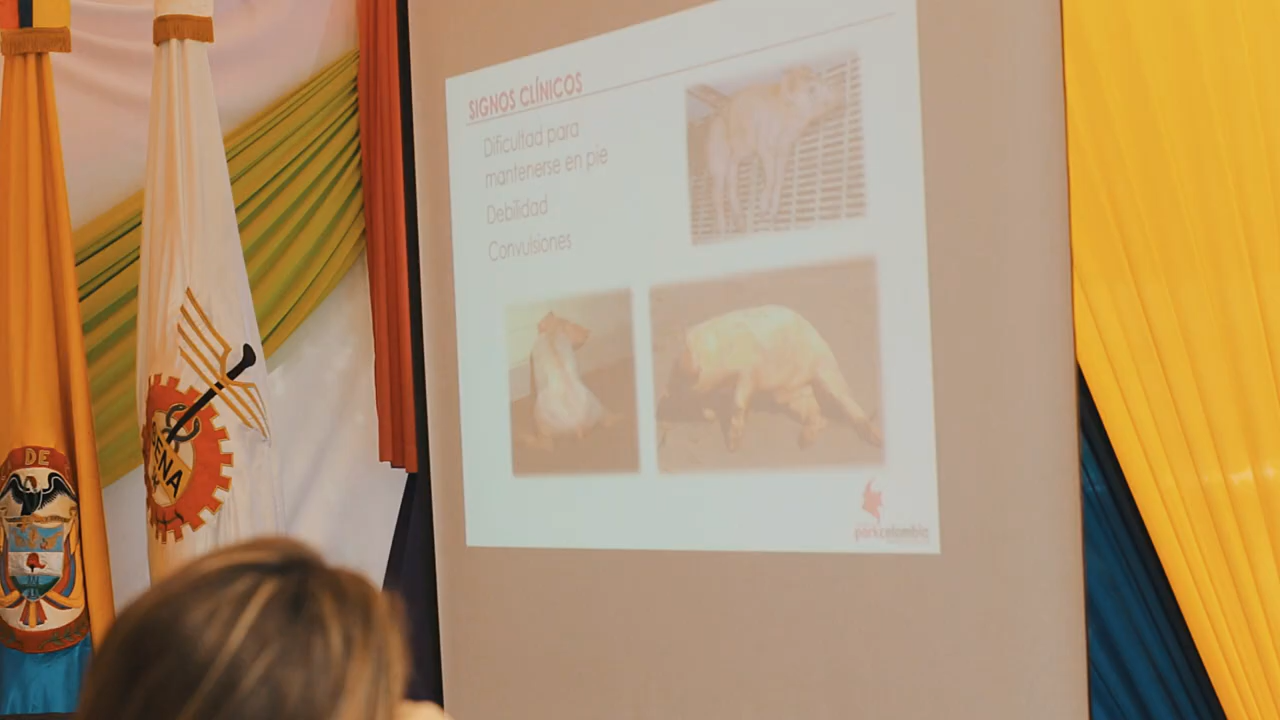 SIGNOS CLÍNICOS
Dificultad para
mantenerse en pie
Debilidad
Convulsiones
porkcolombia
SENA
DE